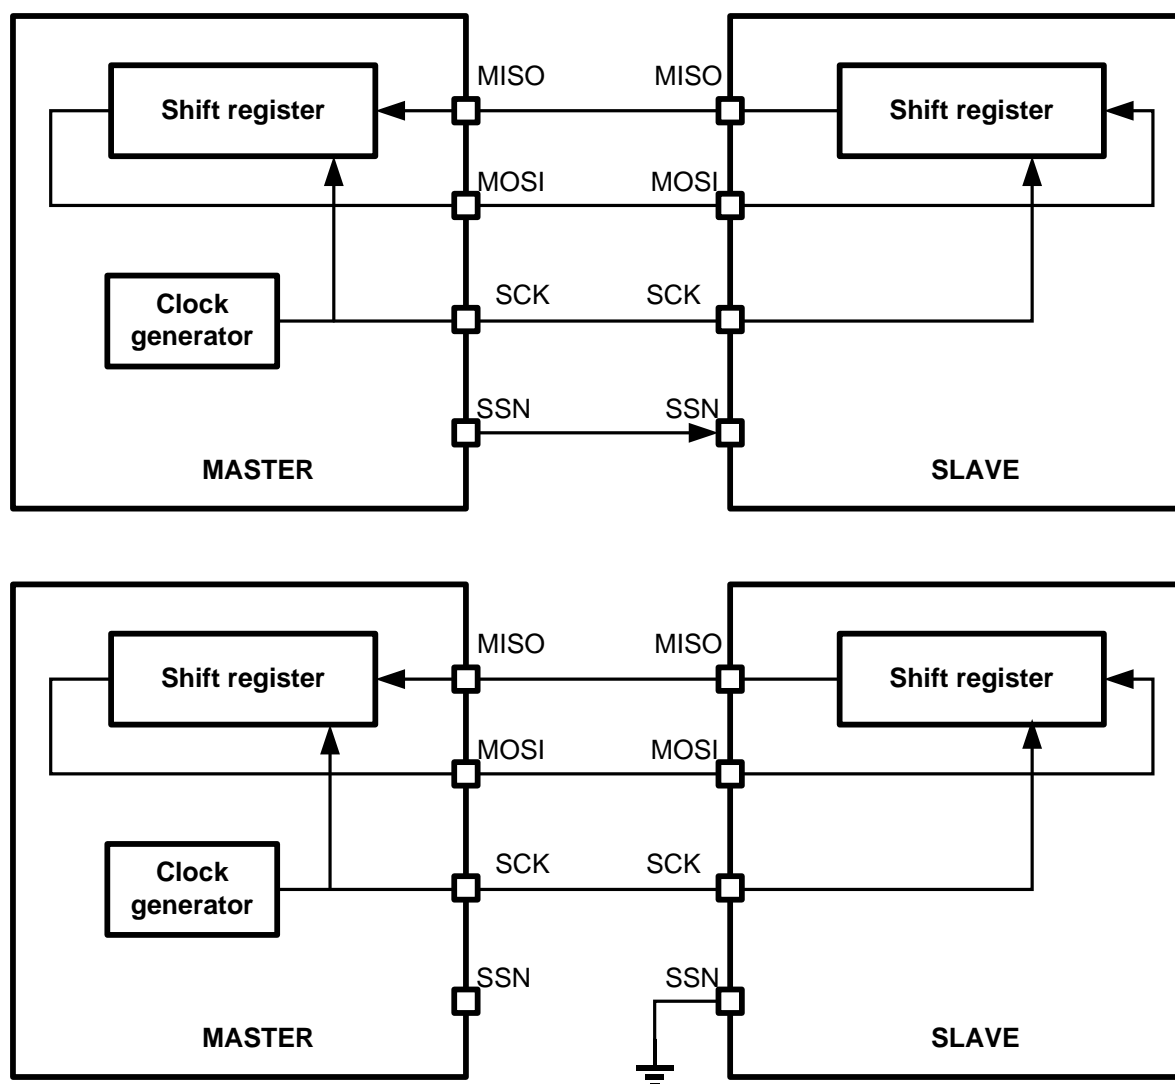 MISO MISO
Shift register Shift register
MOSI MOSI
SCK SCK
Clock
generator
SSN SSN
MASTER SLAVE
MISO MISO
Shift register Shift register
MOSI MOSI
SCK SCK
Clock
generator
SSN SSN
MASTER SLAVE